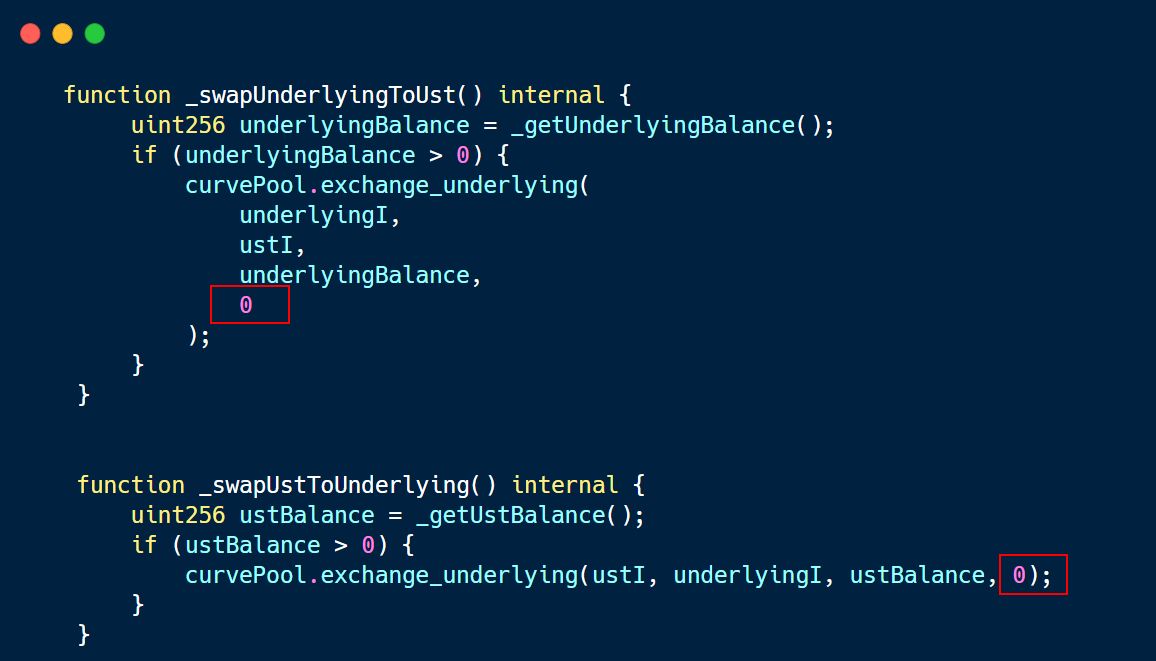 function _swapUnderlyingToUst() internal {
uint256 underlyingBalance = _getUnderlyingBalance();
if (underlyingBalance > 0) {
curvePool.exchange_underlying(
underlyingI,
ustI,
underlyingBalance,
0
);
}
}
function _swapUstToUnderlying() internal {
uint256 ustBalance = _getUstBalance();
if (ustBalance > 0) {
curvePool.exchange_underlying(ustI, underlyingI, ustBalance, 0);
}
}